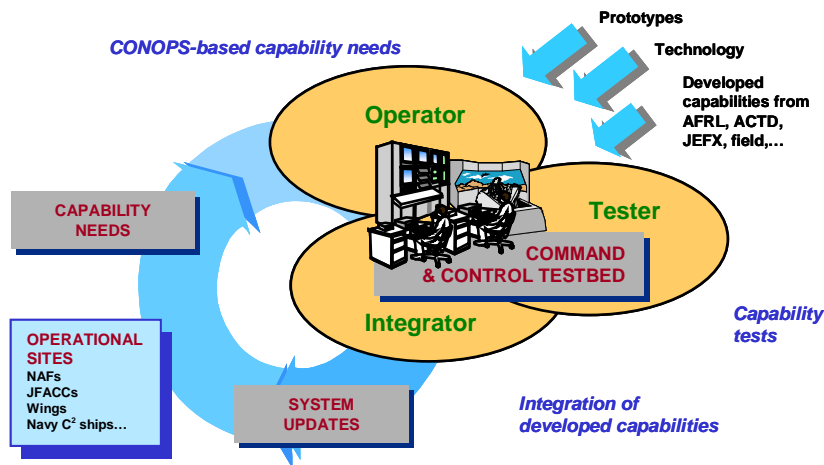 Prototypes
CONOPS-based capability needs
Technology
Developed
capabilities from
AFRL, ACTD,
JEFX, field,...
Operator
CAPABILITY
NEEDS
Tester
COMMAND
& CONTROL TESTBED
Integrator
Capability
tests
OPERATIONAL
SITES
NAFs
JFACCs
Wings
Navy C² ships...
SYSTEM
UPDATES
Integration of
developed capabilities